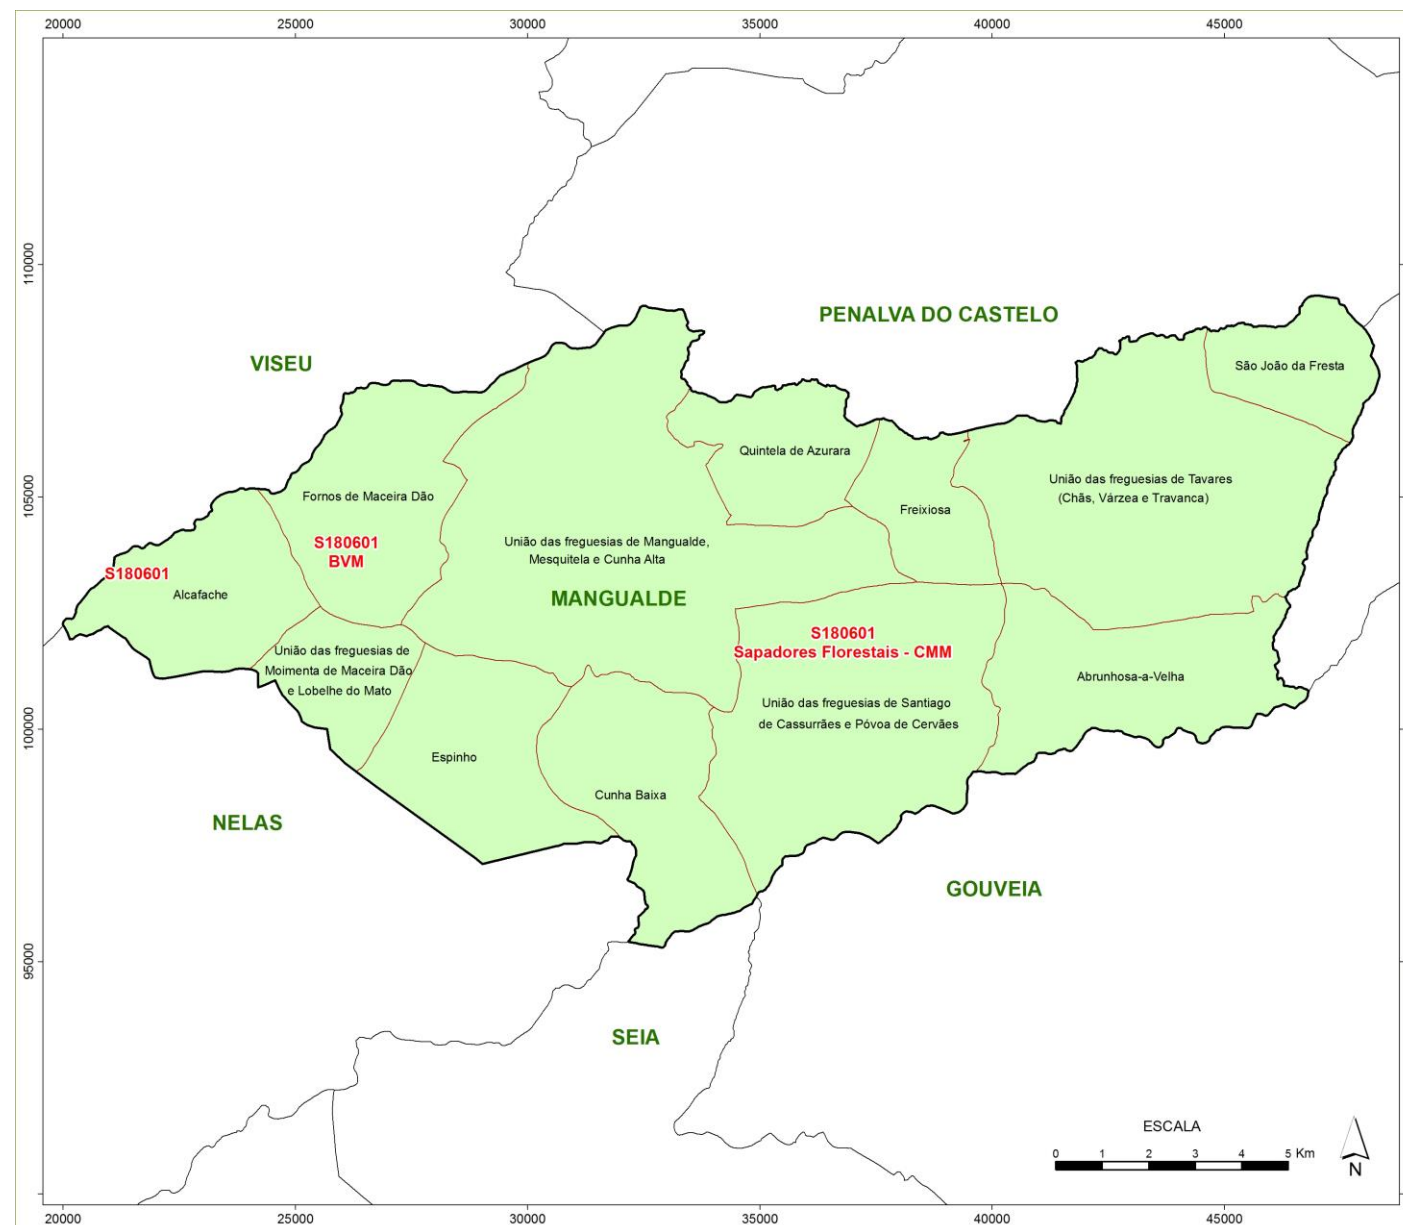 20000 25000 30000 35000 40000 45000
110000
PENALVA DO CASTELO
VISEU
São João da Fresta
Quintela de Azurara
União das freguesias de Tavares
(Chãs, Várzea e Travanca)
105000
Fornos de Maceira Dão
Freixiosa
S180601
BVM
União das freguesias de Mangualde,
Mesquitela e Cunha Alta
S180601
Alcafache
MANGUALDE
S180601
Sapadores Florestais - CMM
União das freguesias de
Moimenta de Maceira Dão
e Lobelhe do Mato
Abrunhosa-a-Velha
União das freguesias de Santiago
de Cassurrães e Póvoa de Cervães
100000
Espinho
Cunha Baixa
NELAS
GOUVEIA
95000
SEIA
ESCALA
0 1 2 3 4 5 Km
N
20000 25000 30000 35000 40000 45000